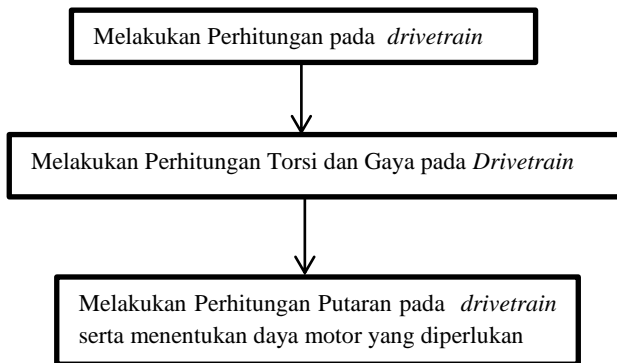 Melakukan Perhitungan pada drivetrain
Melakukan Perhitungan Torsi dan Gaya pada Drivetrain
Melakukan Perhitungan Putaran pada drivetrain
serta menentukan daya motor yang diperlukan